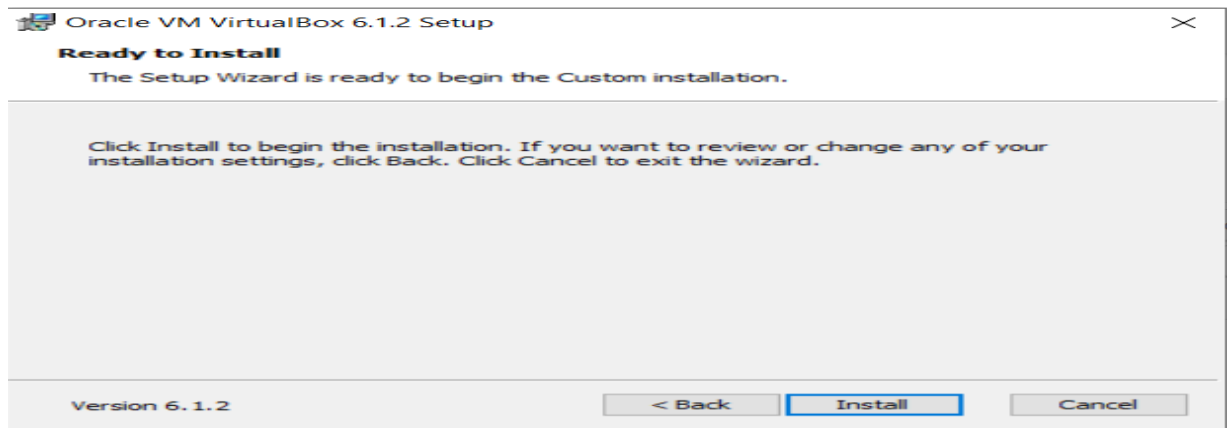 Oracle VM VirtualBox 6.1.2 Setup
Ready to Install
The Setup Wizard is ready to begin the Custom installation.
Click Install to begin the installation. If you want to review or change any of your
installation settings, click Back. Click Cancel to exit the wizard.
Version 6.1.2
< Back
Install
Cancel